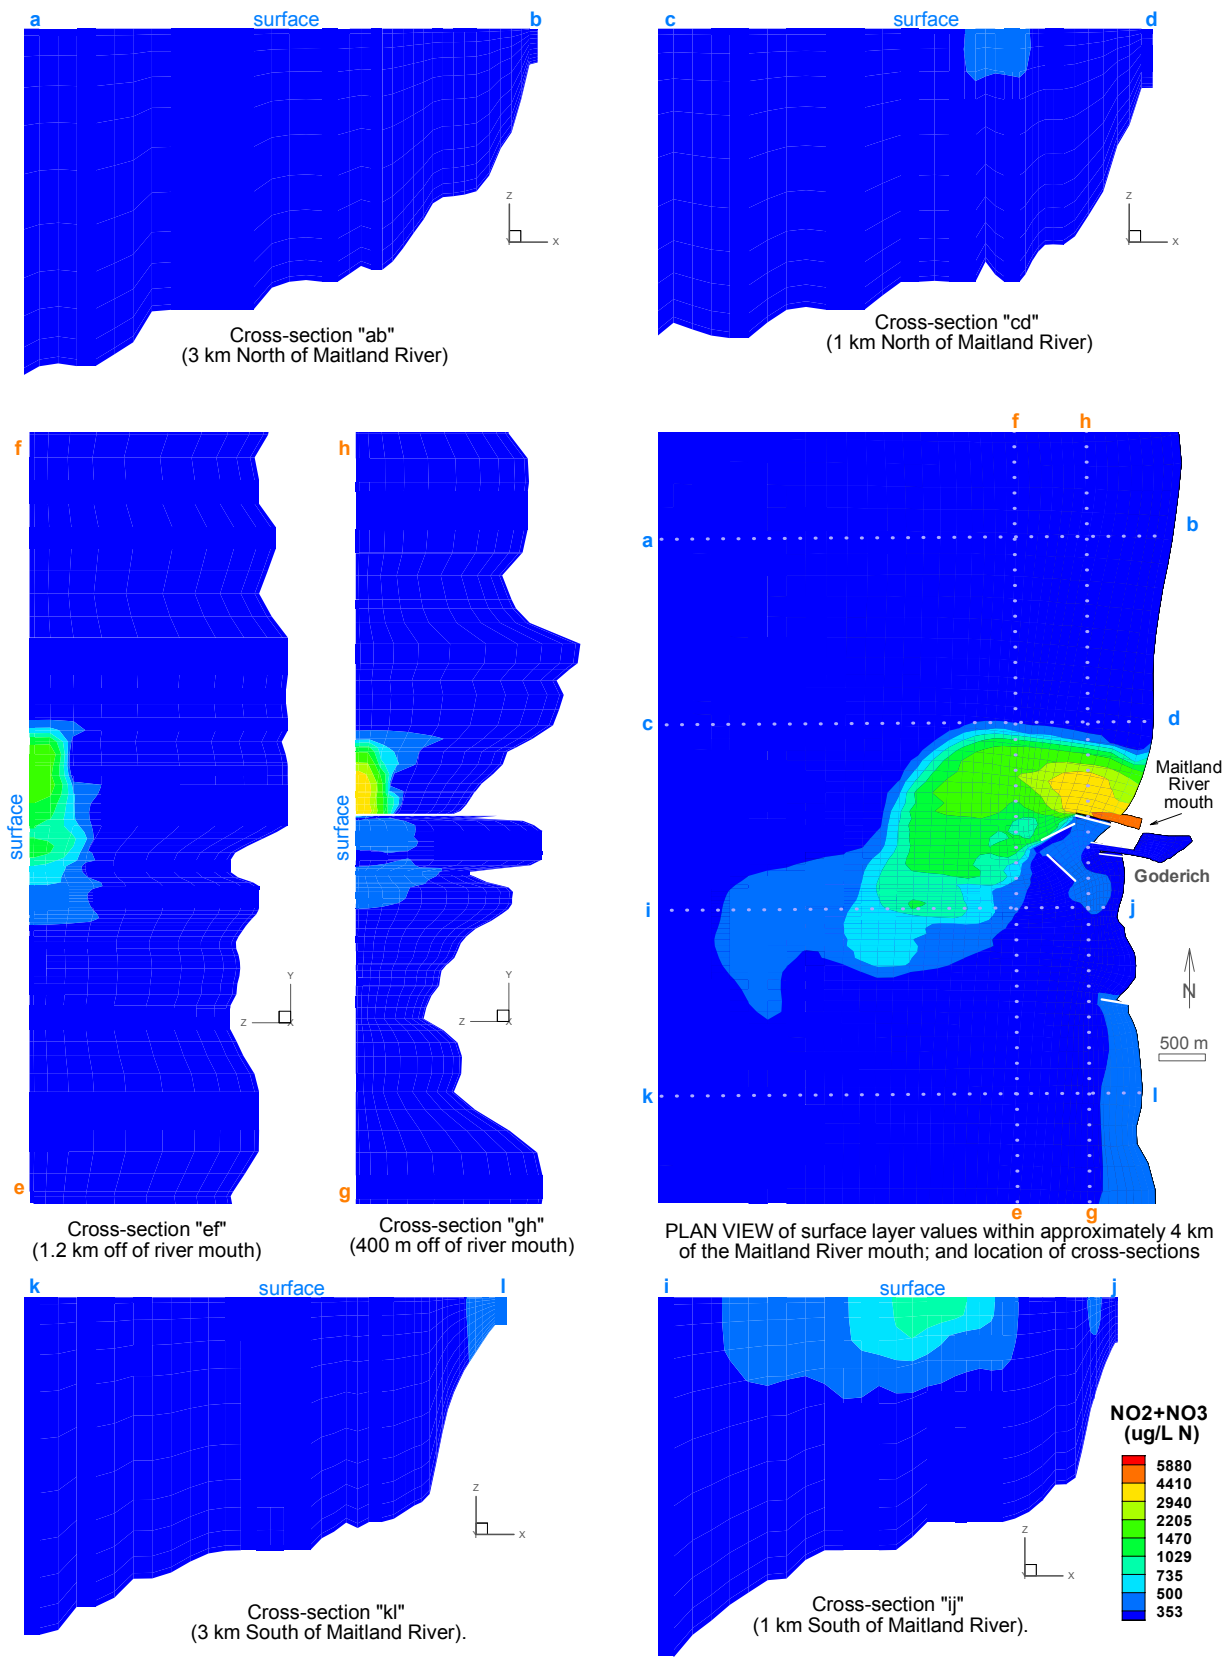 a
surface
b
Z
Y
X
Cross-section "ab"
(3 km North of Maitland River)
c
surface
d
Z
Y
X
Cross-section "cd"
(1 km North of Maitland River)
f
surface
e
Y
Z
X
Cross-section "ef"
(1.2 km off of river mouth)
h
surface
g
Y
Z
X
Cross-section "gh"
(400 m off of river mouth)
f
h
a
b
c
d
Maitland
River
mouth
Goderich
i
j
N
500 m
k
l
e
g
PLAN VIEW of surface layer values within approximately 4 km
of the Maitland River mouth; and location of cross-sections
k
surface
l
Z
Y
X
Cross-section "kl"
(3 km South of Maitland River).
i
surface
j
Z
Y
X
Cross-section "ij"
(1 km South of Maitland River).
NO2+NO3
(ug/L N)
5880
4410
2940
2205
1470
1029
735
500
353